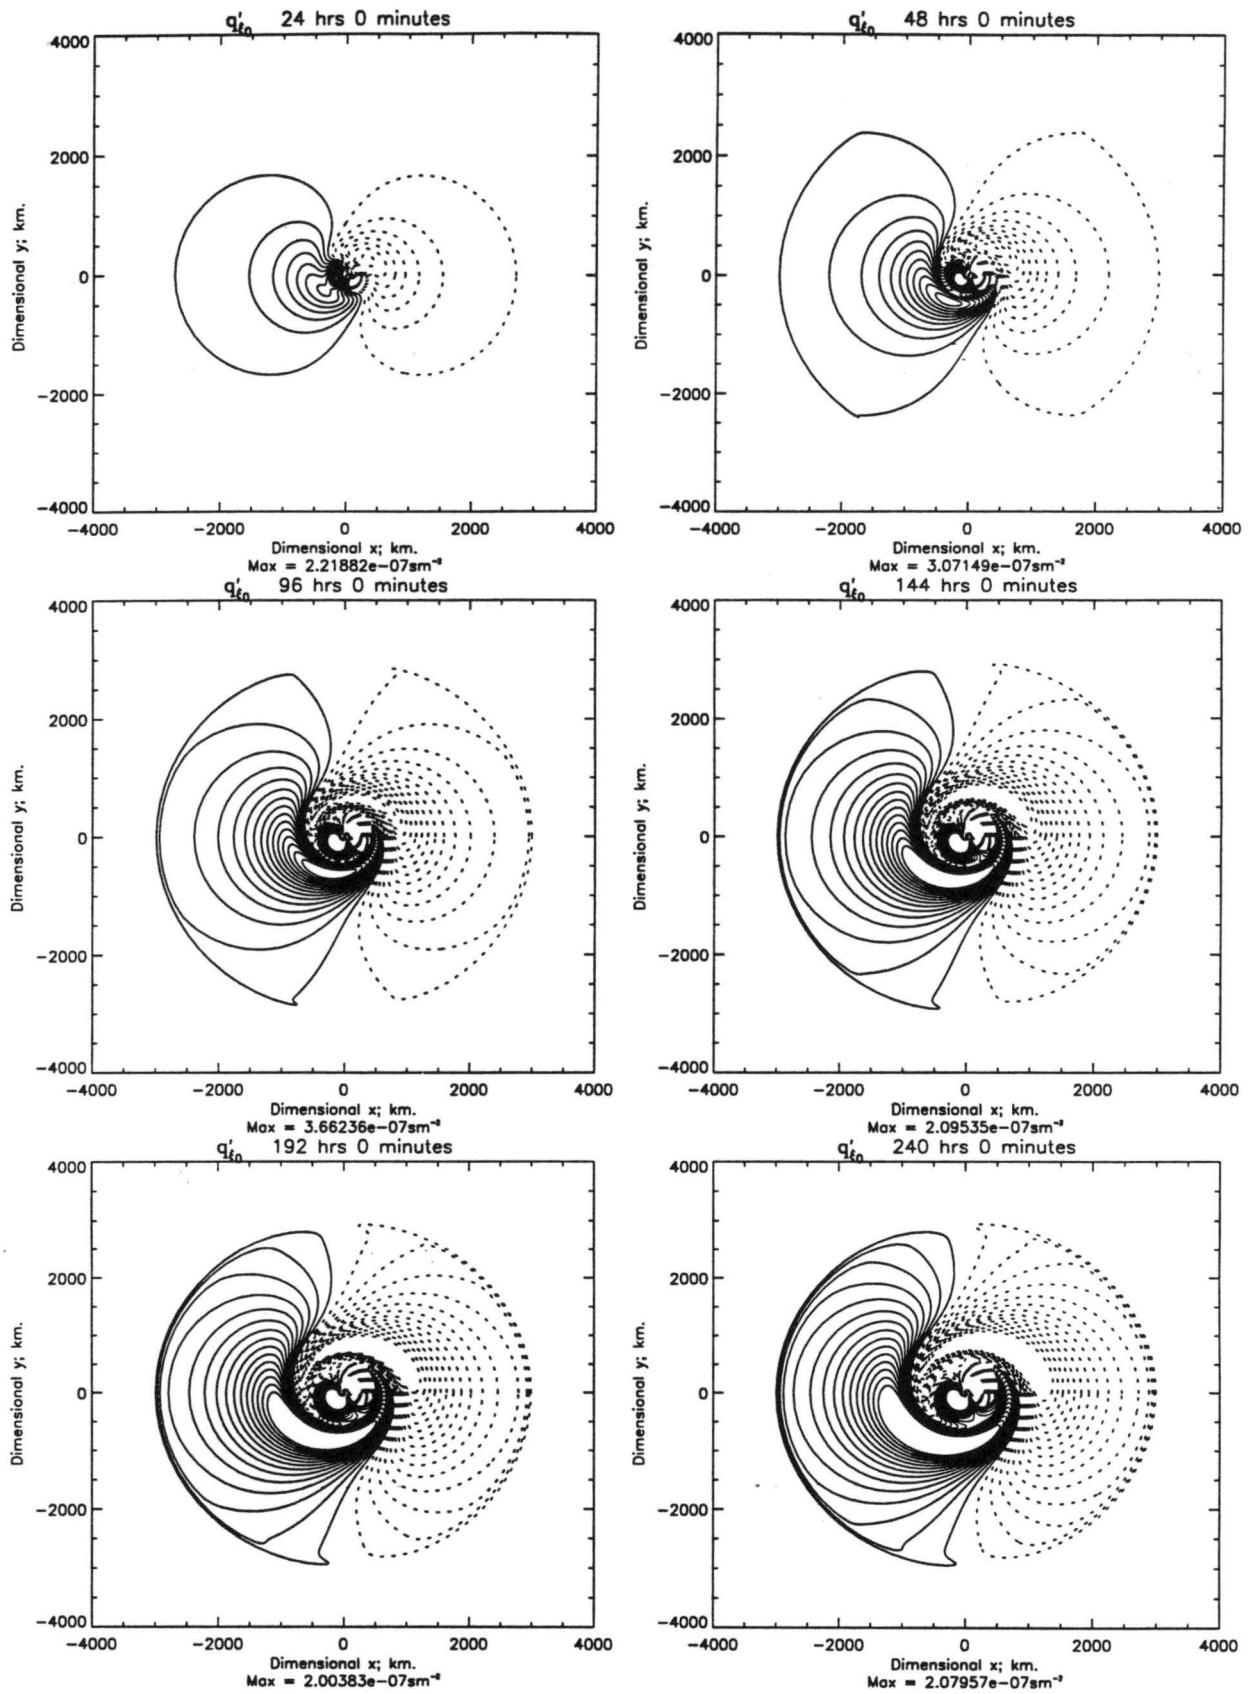 q′ξ0 24 hrs 0 minutes
4000
2000
0
−2000
−4000
−4000 −2000 0 2000 4000
Dimensional y; km.
Dimensional x; km.
Max = 2.21882e−07sm⁻²
q′ξ0 48 hrs 0 minutes
4000
2000
0
−2000
−4000
−4000 −2000 0 2000 4000
Dimensional y; km.
Dimensional x; km.
Max = 3.07149e−07sm⁻²
q′ξ0 96 hrs 0 minutes
4000
2000
0
−2000
−4000
−4000 −2000 0 2000 4000
Dimensional y; km.
Dimensional x; km.
Max = 3.66236e−07sm⁻²
q′ξ0 144 hrs 0 minutes
4000
2000
0
−2000
−4000
−4000 −2000 0 2000 4000
Dimensional y; km.
Dimensional x; km.
Max = 2.09535e−07sm⁻²
q′ξ0 192 hrs 0 minutes
4000
2000
0
−2000
−4000
−4000 −2000 0 2000 4000
Dimensional y; km.
Dimensional x; km.
Max = 2.00383e−07sm⁻²
q′ξ0 240 hrs 0 minutes
4000
2000
0
−2000
−4000
−4000 −2000 0 2000 4000
Dimensional y; km.
Dimensional x; km.
Max = 2.07957e−07sm⁻²